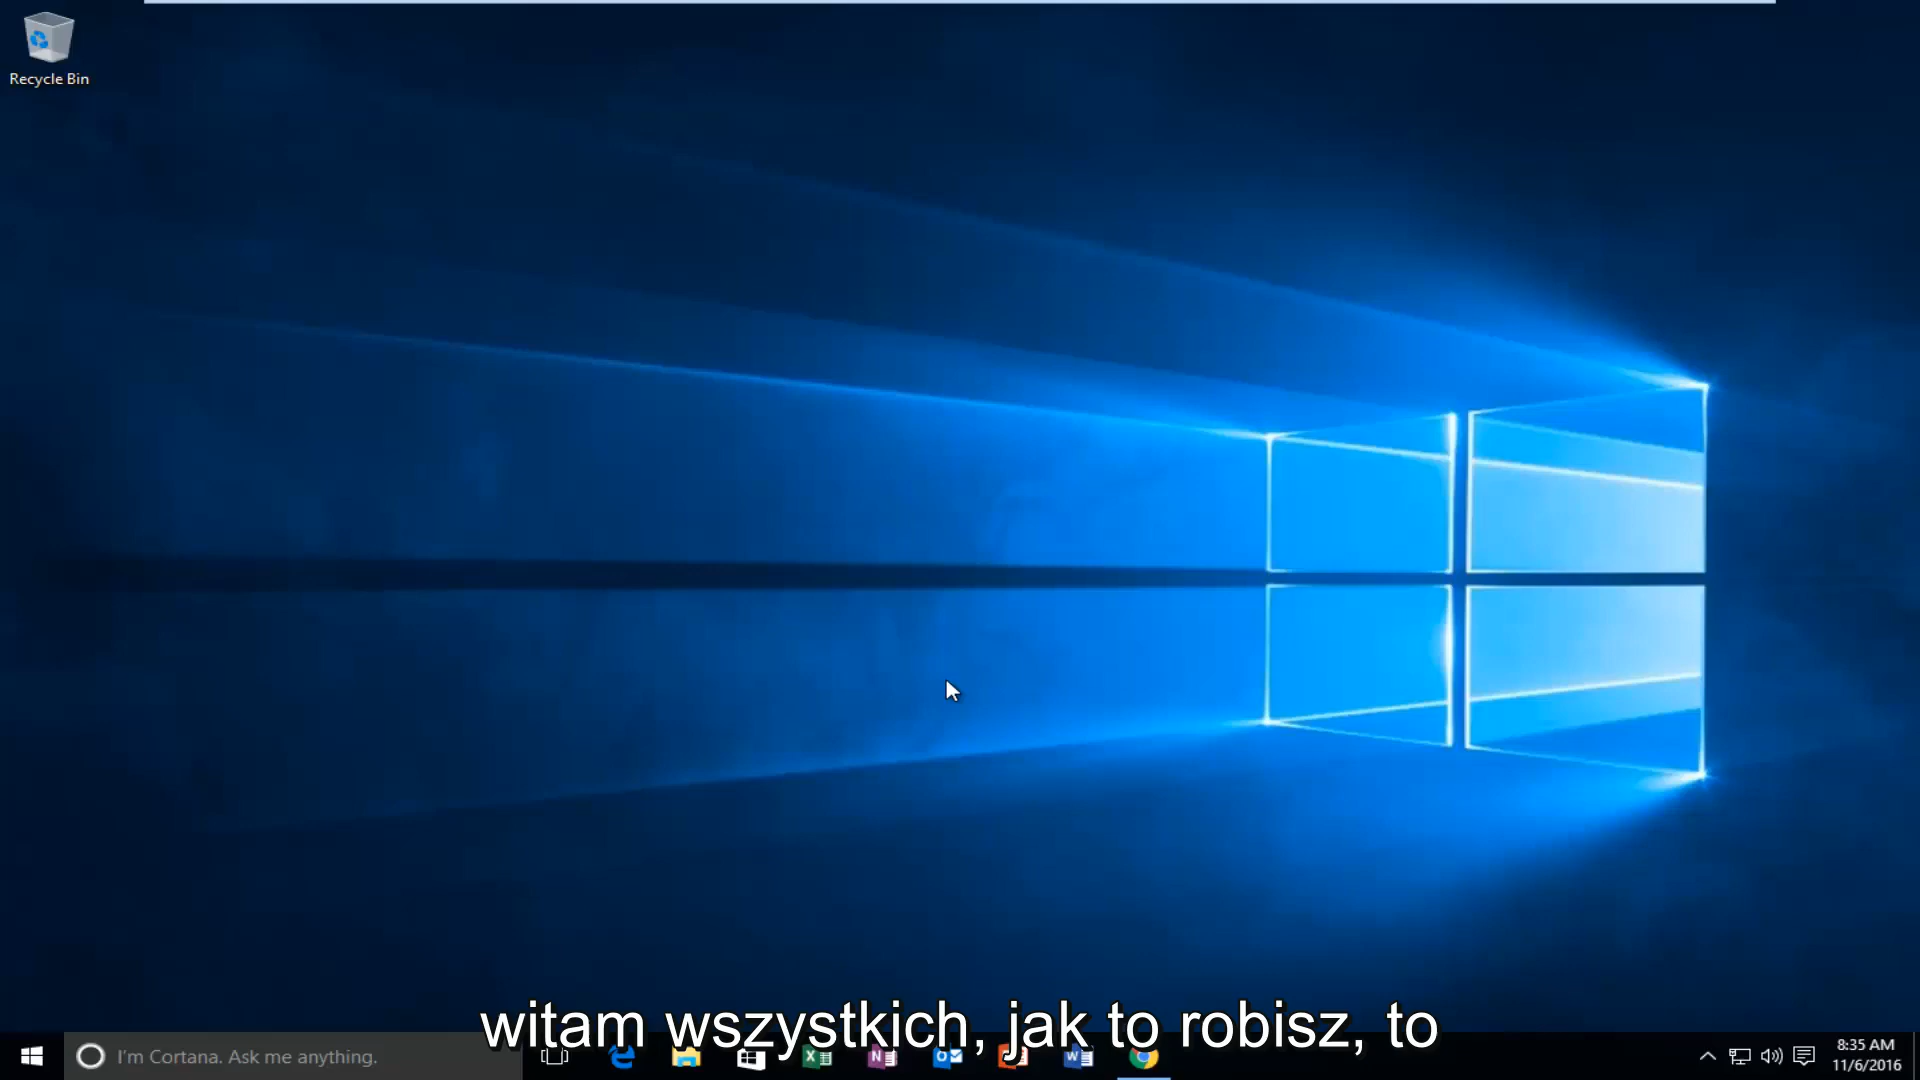 Recycle Bin
witam wszystkich, jak to robisz, to
I'm Cortana. Ask me anything.
8:35 AM
11/6/2016